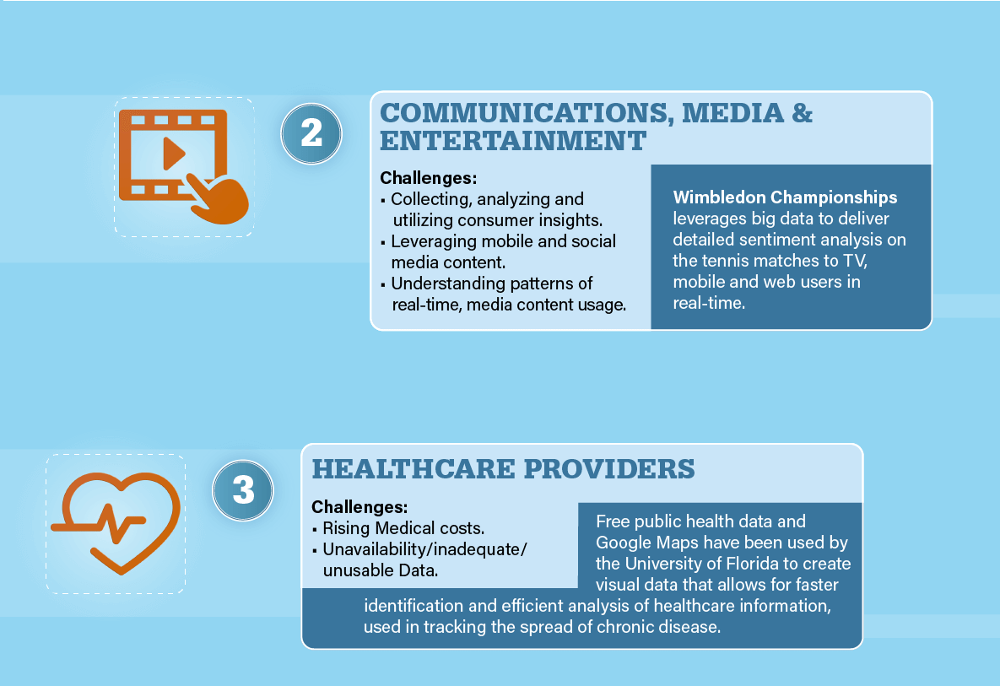 2
COMMUNICATIONS, MEDIA &
ENTERTAINMENT
Challenges:
▪ Collecting, analyzing and
utilizing consumer insights.
▪ Leveraging mobile and social
media content.
▪ Understanding patterns of
real-time, media content usage.
Wimbledon Championships
leverages big data to deliver
detailed sentiment analysis on
the tennis matches to TV,
mobile and web users in
real-time.
3
HEALTHCARE PROVIDERS
Challenges:
▪ Rising Medical costs.
▪ Unavailability/inadequate/
unusable Data.
Free public health data and
Google Maps have been used by
the University of Florida to create
visual data that allows for faster
identification and efficient analysis of healthcare information,
used in tracking the spread of chronic disease.